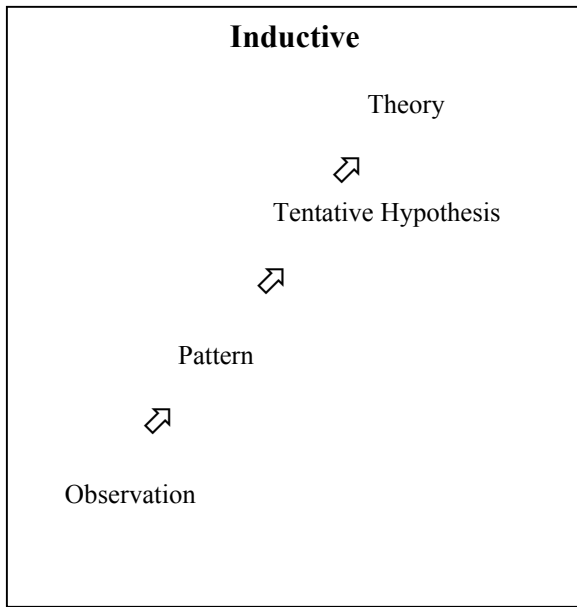 Inductive
Theory
Tentative Hypothesis
Pattern
Observation